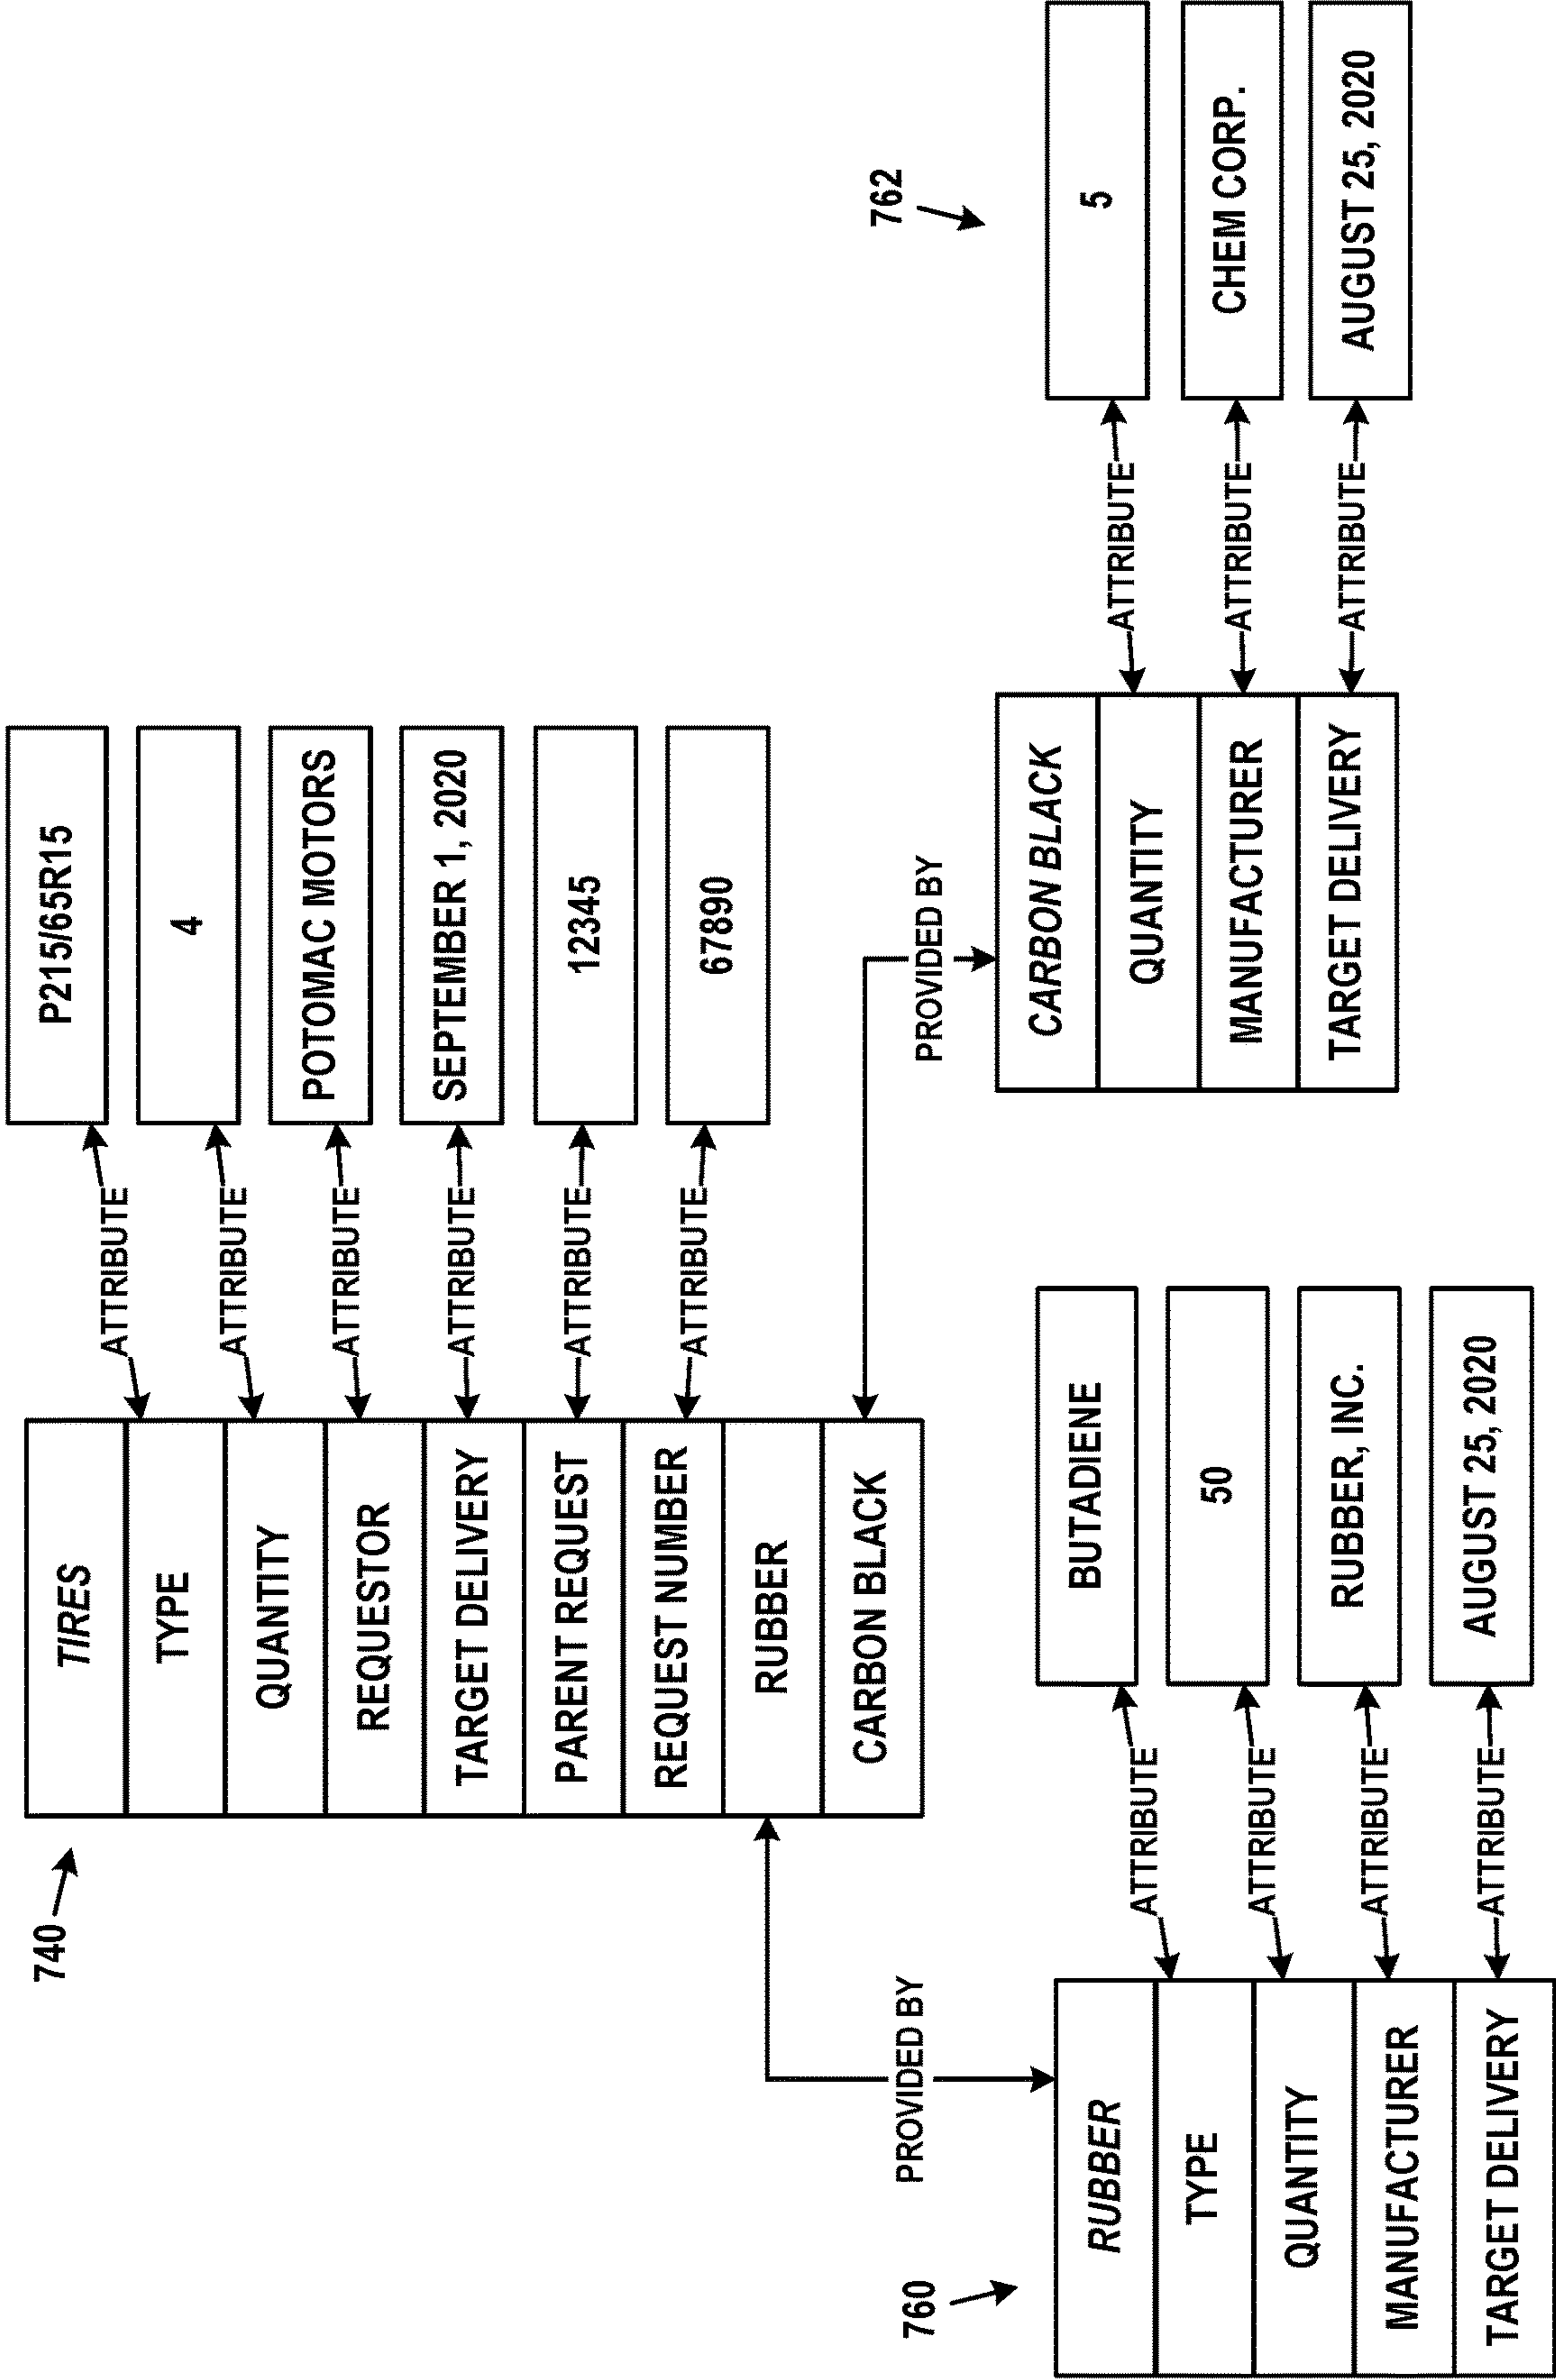 740
TIRES
TYPE
QUANTITY
REQUESTOR
TARGET DELIVERY
PARENT REQUEST
REQUEST NUMBER
RUBBER
CARBON BLACK
ATTRIBUTE
ATTRIBUTE
ATTRIBUTE
ATTRIBUTE
ATTRIBUTE
ATTRIBUTE
P215/65R15
4
POTOMAC MOTORS
SEPTEMBER 1, 2020
12345
67890
PROVIDED BY
PROVIDED BY
760
RUBBER
TYPE
QUANTITY
MANUFACTURER
TARGET DELIVERY
ATTRIBUTE
ATTRIBUTE
ATTRIBUTE
ATTRIBUTE
BUTADIENE
50
RUBBER, INC.
AUGUST 25, 2020
762
CARBON BLACK
QUANTITY
MANUFACTURER
TARGET DELIVERY
ATTRIBUTE
ATTRIBUTE
ATTRIBUTE
5
CHEM CORP.
AUGUST 25, 2020